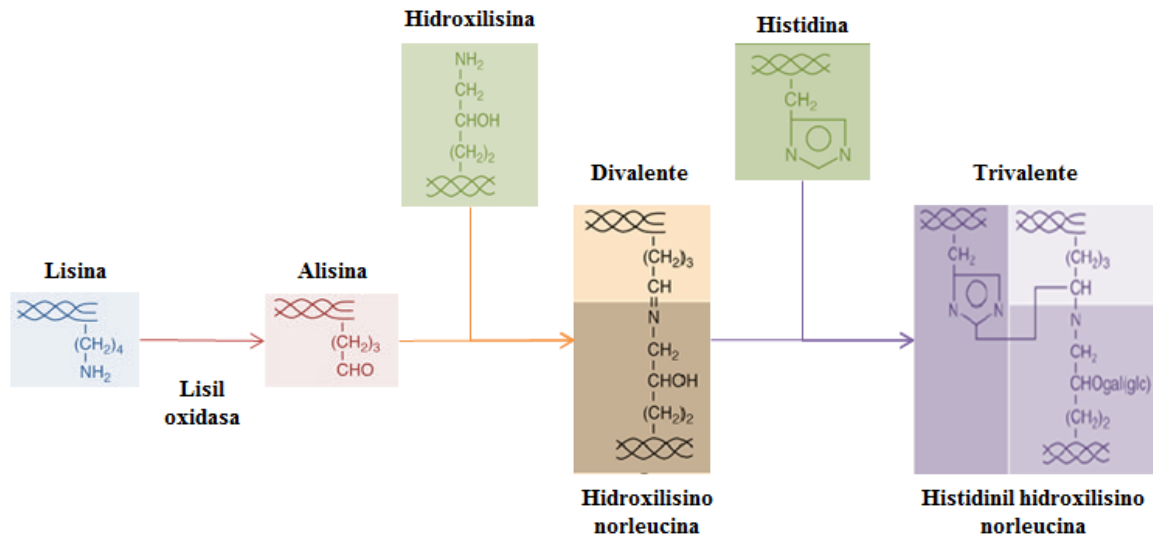 Hidroxilisina
NH₂
CH₂
CHOH
(CH₂)₂
Histidina
CH₂
N
N
Lisina
(CH₂)₄
NH₂
Lisil
oxidasa
Alisina
(CH₂)₃
CHO
Divalente
(CH₂)₃
CH
N
CH₂
CHOH
(CH₂)₂
Hidroxilisino
norleucina
Trivalente
CH₂
N
N
(CH₂)₃
CH
N
CH₂
CHOgal(glc)
(CH₂)₂
Histidinil hidroxilisino
norleucina